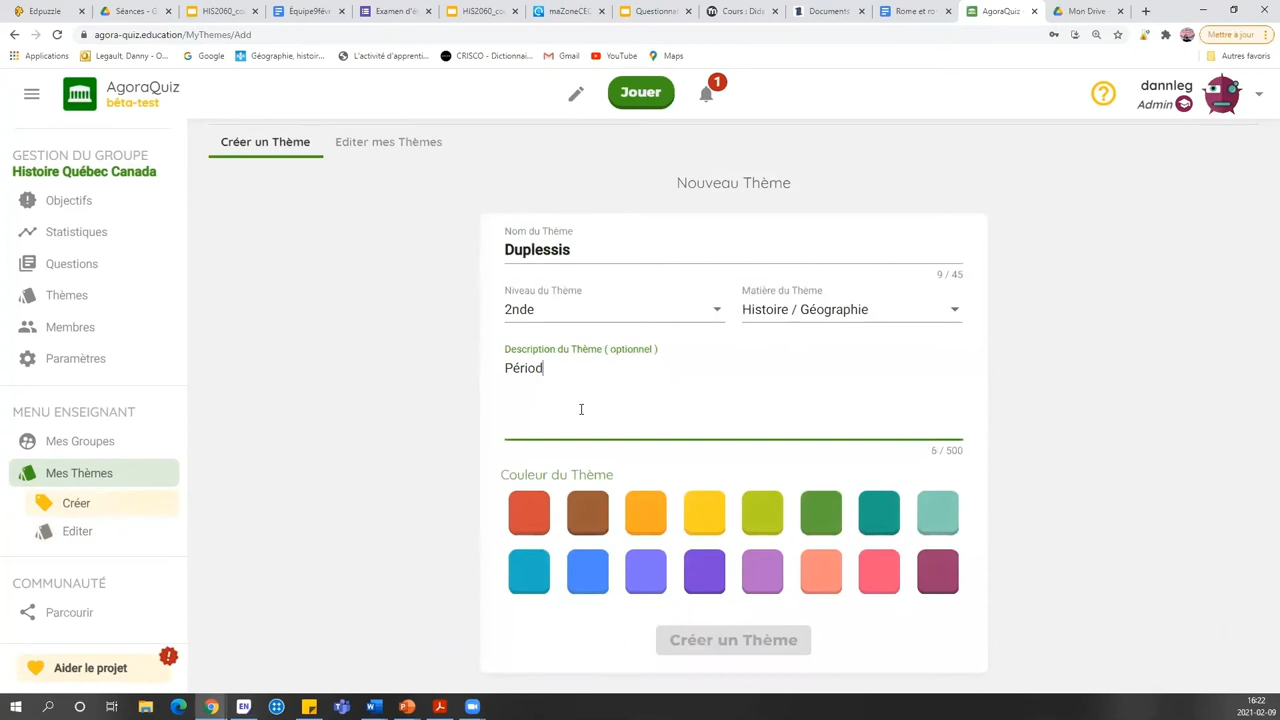 Edpuzzle
Séances - G
HIS2060_co
Équipe9févr
Examen d'é
HiS2060_co
maZoneCEC
Questionna
Cours : Dida
Documents
Rome et ro
AgoraQuiz
Mon Drive -
agora-quiz.education/MyThemes/Add
Mettre à jour
Applications
Legault, Danny - O...
Google
Géographie, histoir...
L'activité d'apprenti...
CRISCO - Dictionnai...
Gmail
YouTube
Maps
Autres favoris
AgoraQuiz
bêta-test
Jouer
1
dannleg
Admin
GESTION DU GROUPE
Histoire Québec Canada
Objectifs
Statistiques
Questions
Thèmes
Membres
Paramètres
MENU ENSEIGNANT
Mes Groupes
Mes Thèmes
Créer
Editer
COMMUNAUTÉ
Parcourir
Aider le projet
Créer un Thème
Editer mes Thèmes
Nouveau Thème
Nom du Thème
Duplessis
9 / 45
Niveau du Thème
Matière du Thème
2nde
Histoire / Géographie
Description du Thème ( optionnel )
Périod
6 / 500
Couleur du Thème
Créer un Thème
EN
16:22
2021-02-09